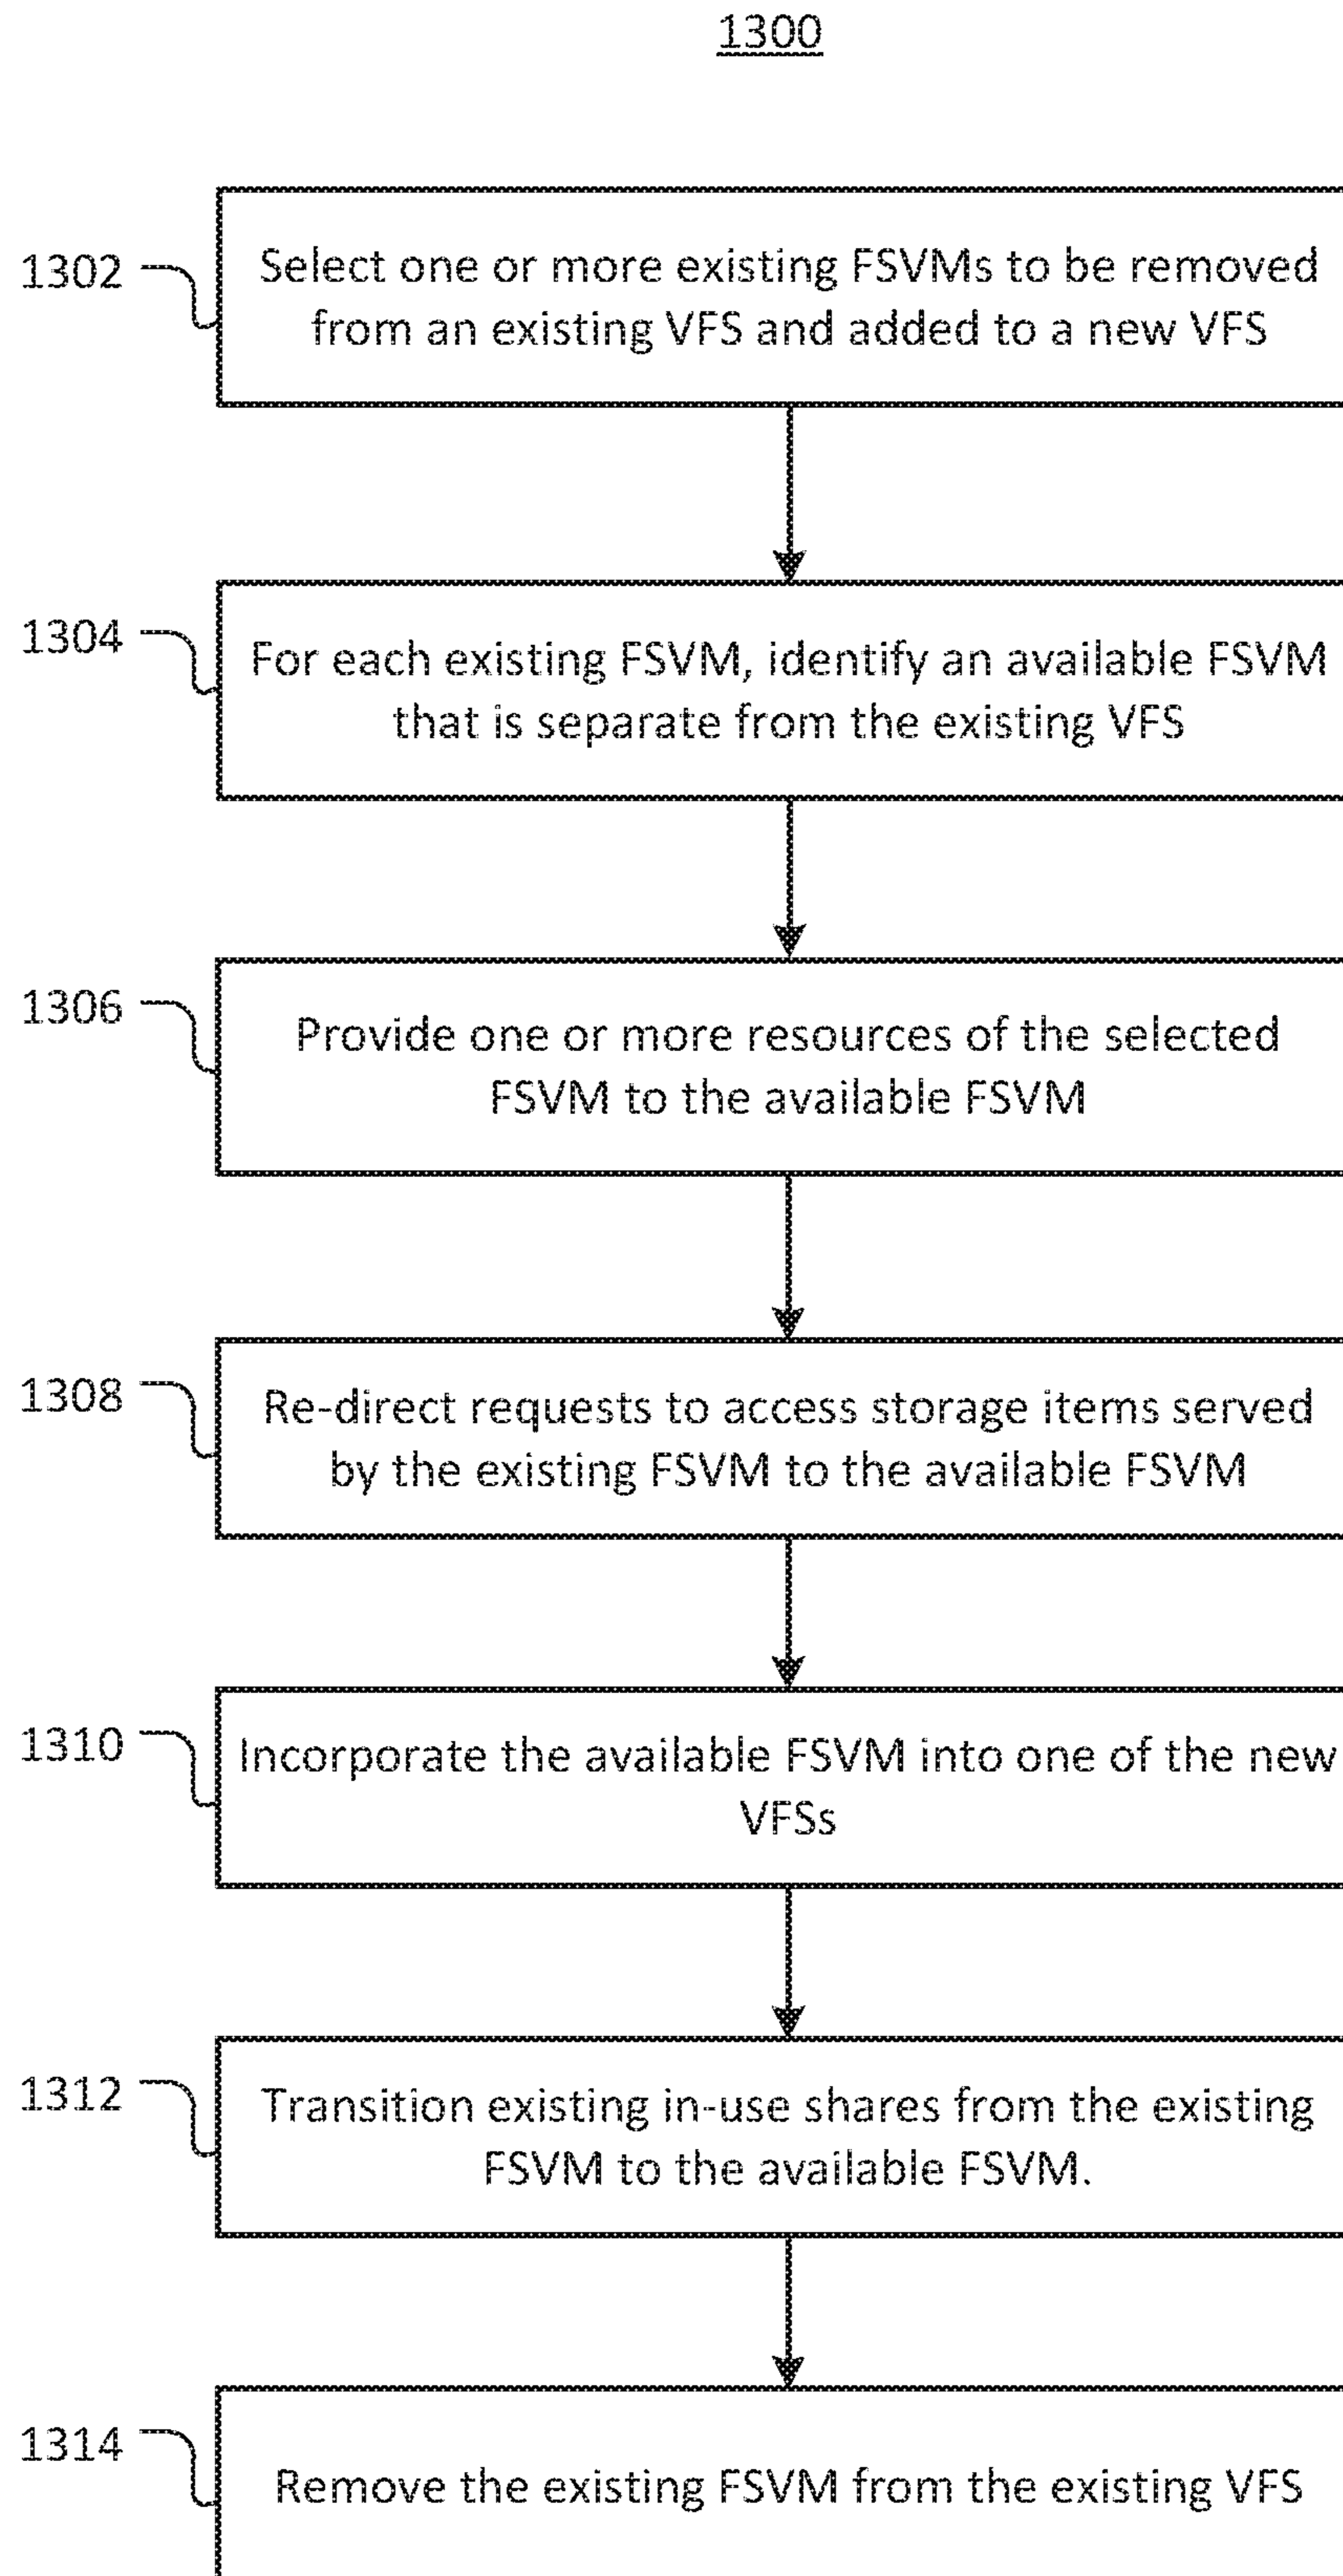 1300
1302
Select one or more existing FSVMs to be removed
from an existing VFS and added to a new VFS
1304
For each existing FSVM, identify an available FSVM
that is separate from the existing VFS
1306
Provide one or more resources of the selected
FSVM to the available FSVM
1308
Re-direct requests to access storage items served
by the existing FSVM to the available FSVM
1310
Incorporate the available FSVM into one of the new
VFSs
1312
Transition existing in-use shares from the existing
FSVM to the available FSVM.
1314
Remove the existing FSVM from the existing VFS